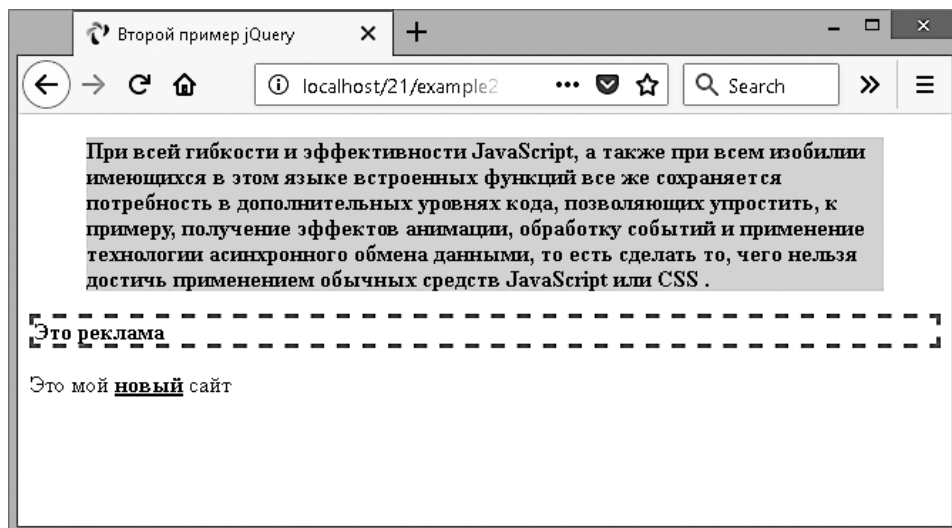 Второй пример jQuery
localhost/21/example2
Search
При всей гибкости и эффективности JavaScript, а также при всем изобилии
имеющихся в этом языке встроенных функций все же сохраняется
потребность в дополнительных уровнях кода, позволяющих упростить, к
примеру, получение эффектов анимации, обработку событий и применение
технологии асинхронного обмена данными, то есть сделать то, чего нельзя
достичь применением обычных средств JavaScript или CSS .
Это реклама
Это мой новый сайт